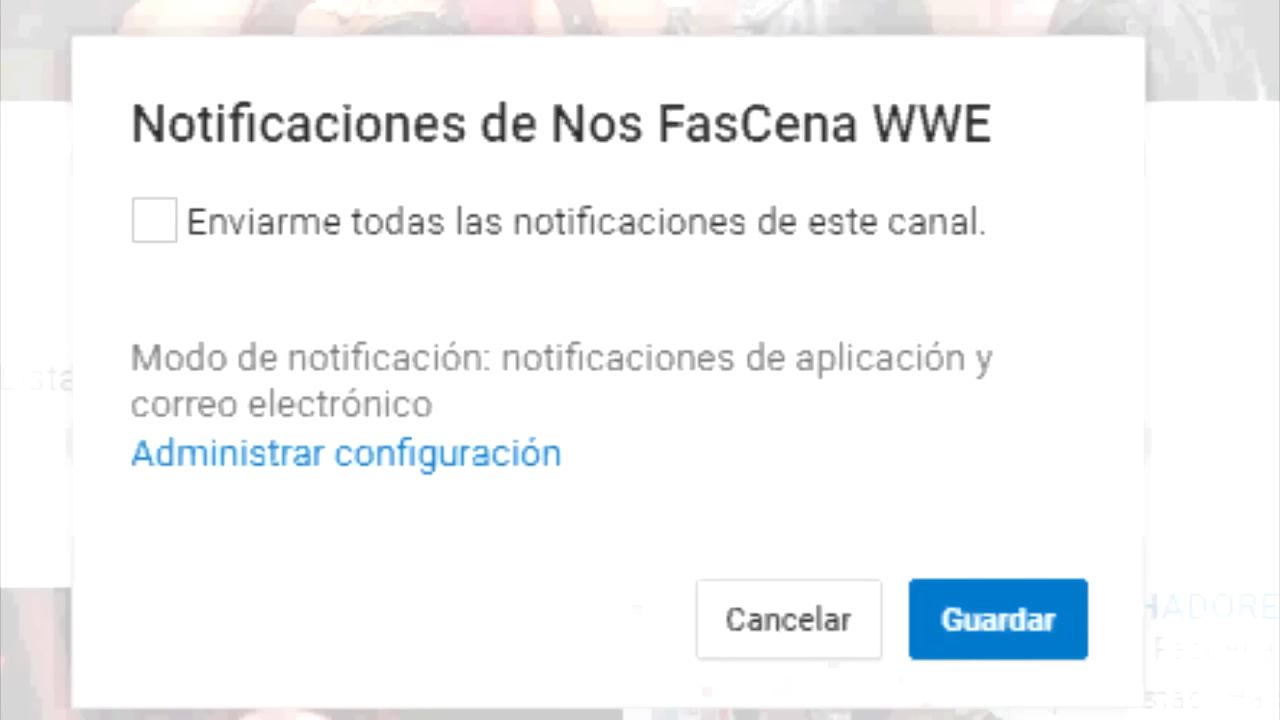 Notificaciones de Nos FasCena WWE
Enviarme todas las notificaciones de este canal.
Modo de notificación: notificaciones de aplicación y
correo electrónico
Administrar configuración
Cancelar
Guardar